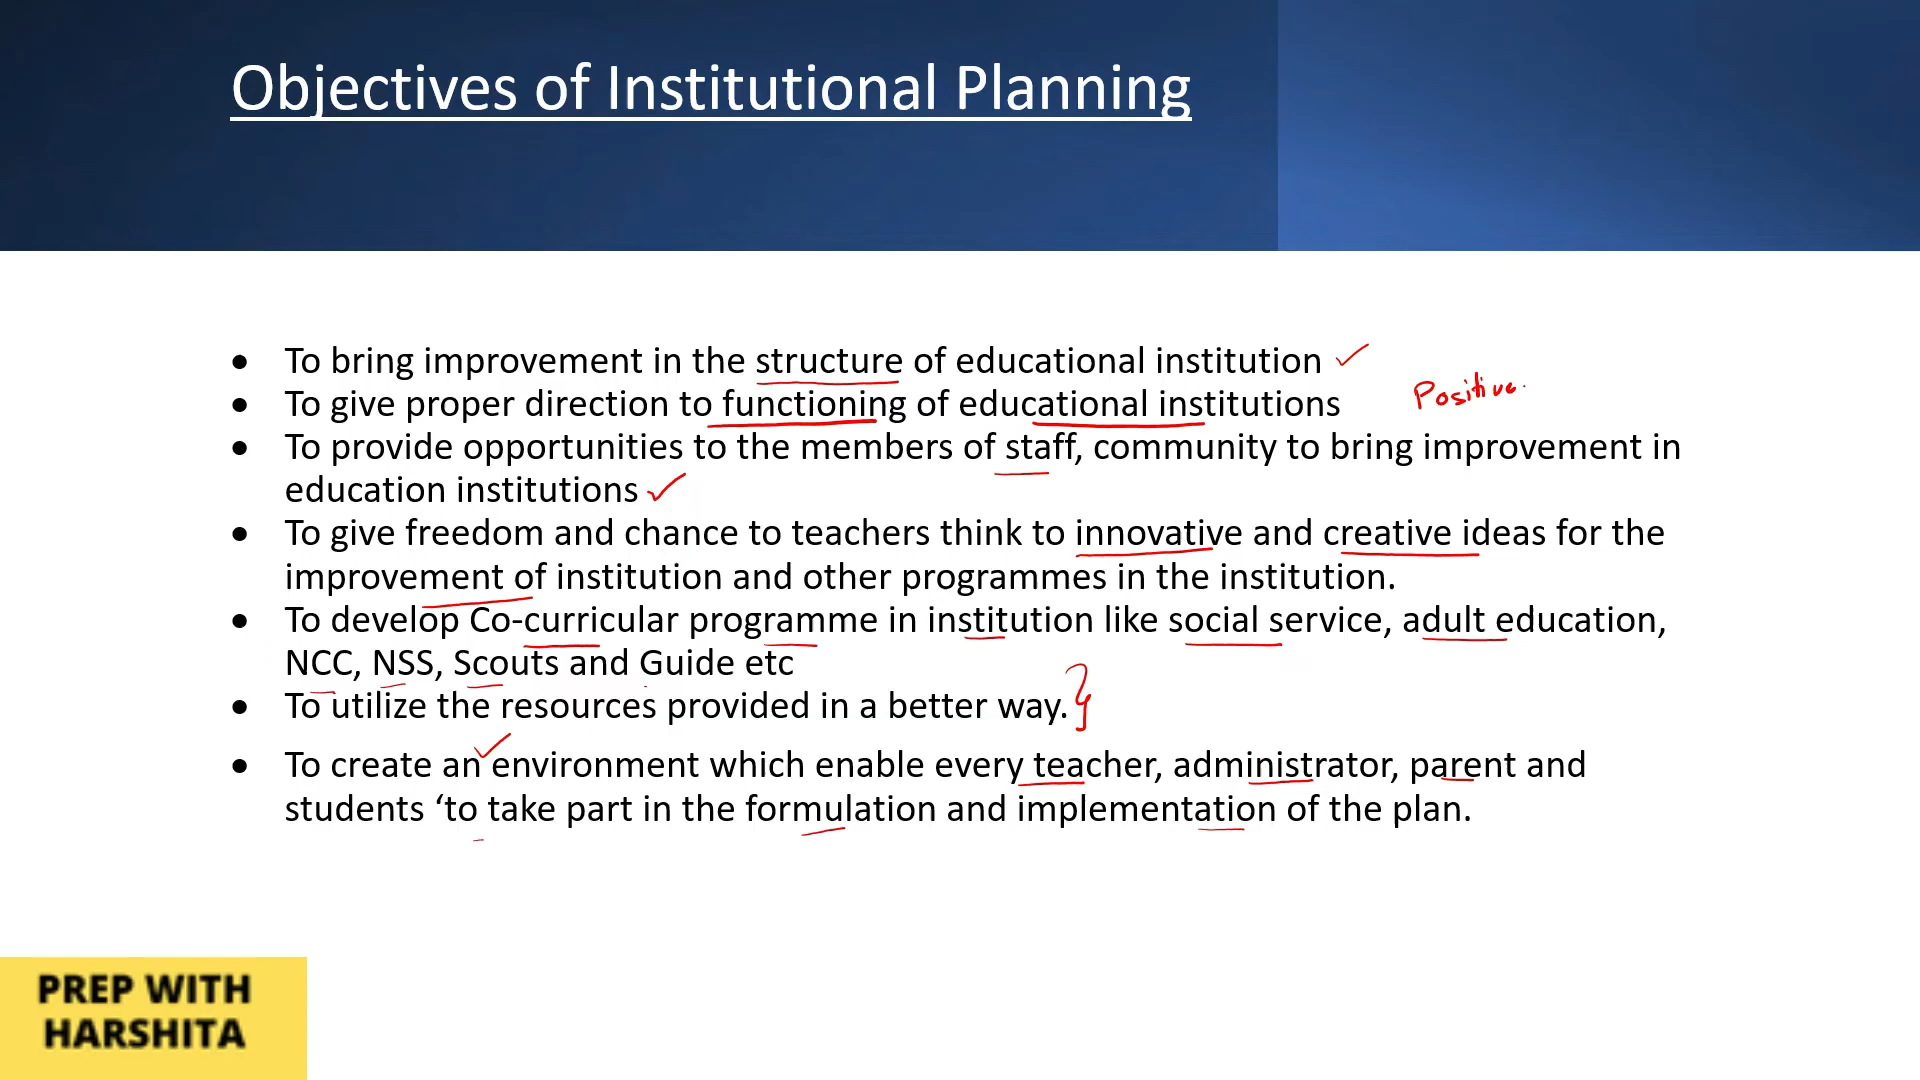 Objectives of Institutional Planning
• To bring improvement in the structure of educational institution
• To give proper direction to functioning of educational institutions
Positive.
• To provide opportunities to the members of staff, community to bring improvement in
education institutions
• To give freedom and chance to teachers think to innovative and creative ideas for the
improvement of institution and other programmes in the institution.
• To develop Co-curricular programme in institution like social service, adult education,
NCC, NSS, Scouts and Guide etc
• To utilize the resources provided in a better way.
• To create an environment which enable every teacher, administrator, parent and
students ‘to take part in the formulation and implementation of the plan.
PREP WITH
HARSHITA